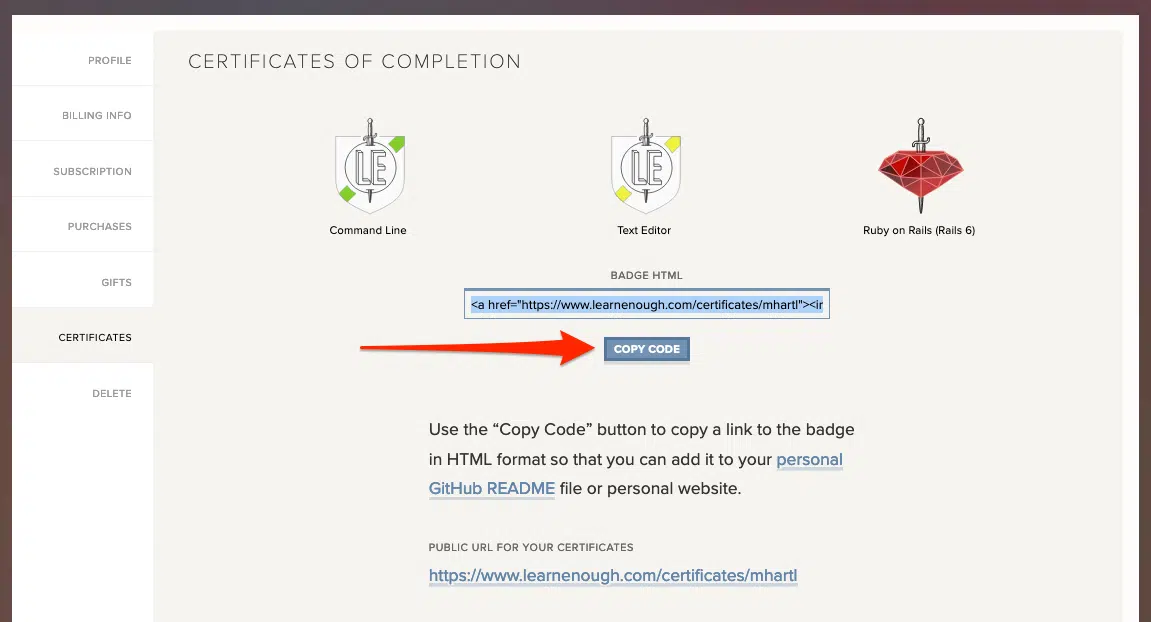 PROFILE
BILLING INFO
SUBSCRIPTION
PURCHASES
GIFTS
CERTIFICATES
DELETE
CERTIFICATES OF COMPLETION
LE
LE
Command Line
Text Editor
Ruby on Rails (Rails 6)
BADGE HTML
<a href="https://www.learnenough.com/certificates/mhartl"><ir
COPY CODE
Use the “Copy Code” button to copy a link to the badge
in HTML format so that you can add it to your personal
GitHub README file or personal website.
PUBLIC URL FOR YOUR CERTIFICATES
https://www.learnenough.com/certificates/mhartl